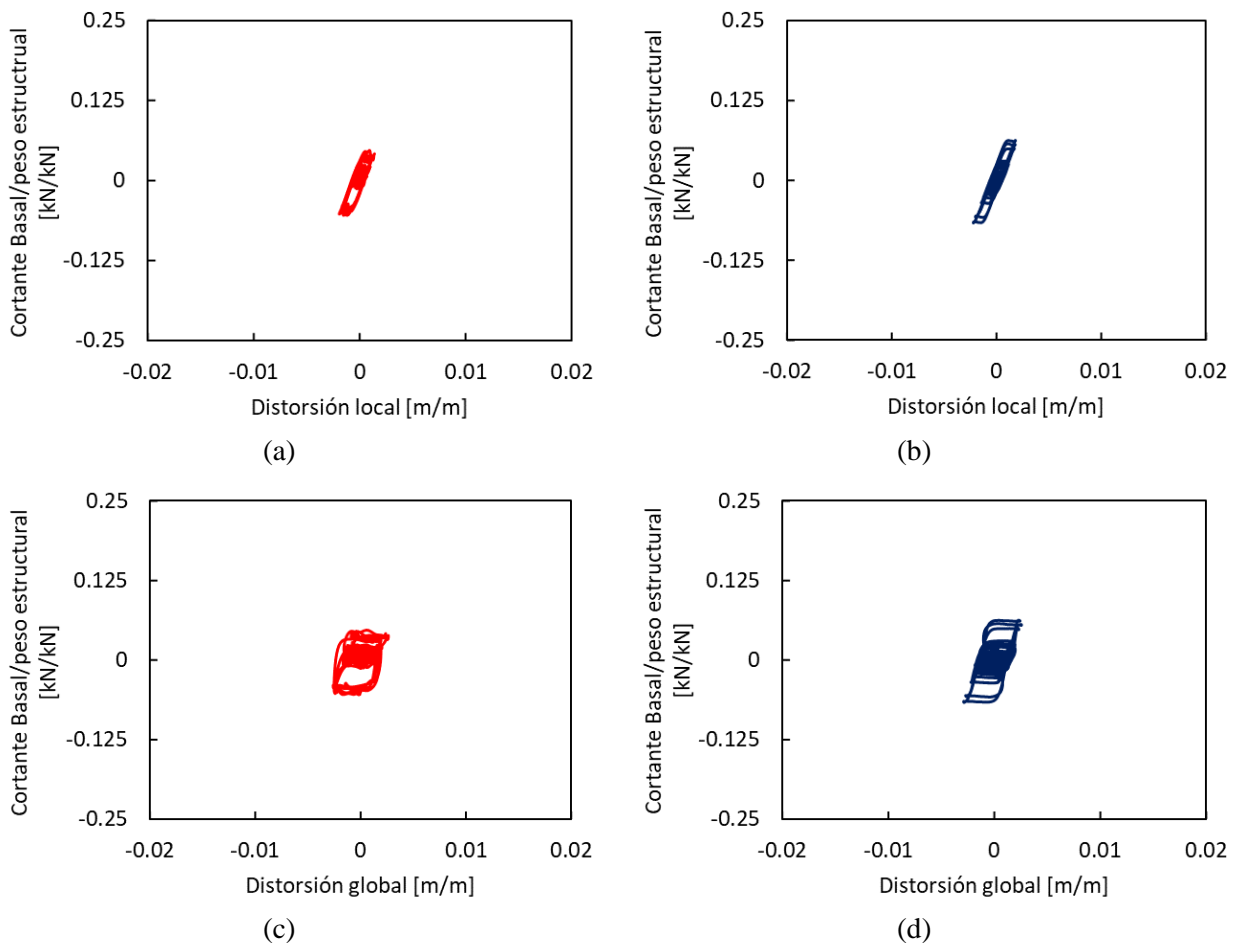 Cortante Basal/peso estructrual
[kN/kN]
0.25
0.125
0
-0.125
-0.25
-0.02
-0.01
0
0.01
0.02
Distorsión local [m/m]
(a)
Cortante Basal/peso estructural
[kN/kN]
0.25
0.125
0
-0.125
-0.25
-0.02
-0.01
0
0.01
0.02
Distorsión local [m/m]
(b)
Cortante Basal/peso estructural
[kN/kN]
0.25
0.125
0
-0.125
-0.25
-0.02
-0.01
0
0.01
0.02
Distorsión global [m/m]
(c)
Cortante Basal/peso estructural
[kN/kN]
0.25
0.125
0
-0.125
-0.25
-0.02
-0.01
0
0.01
0.02
Distorsión global [m/m]
(d)